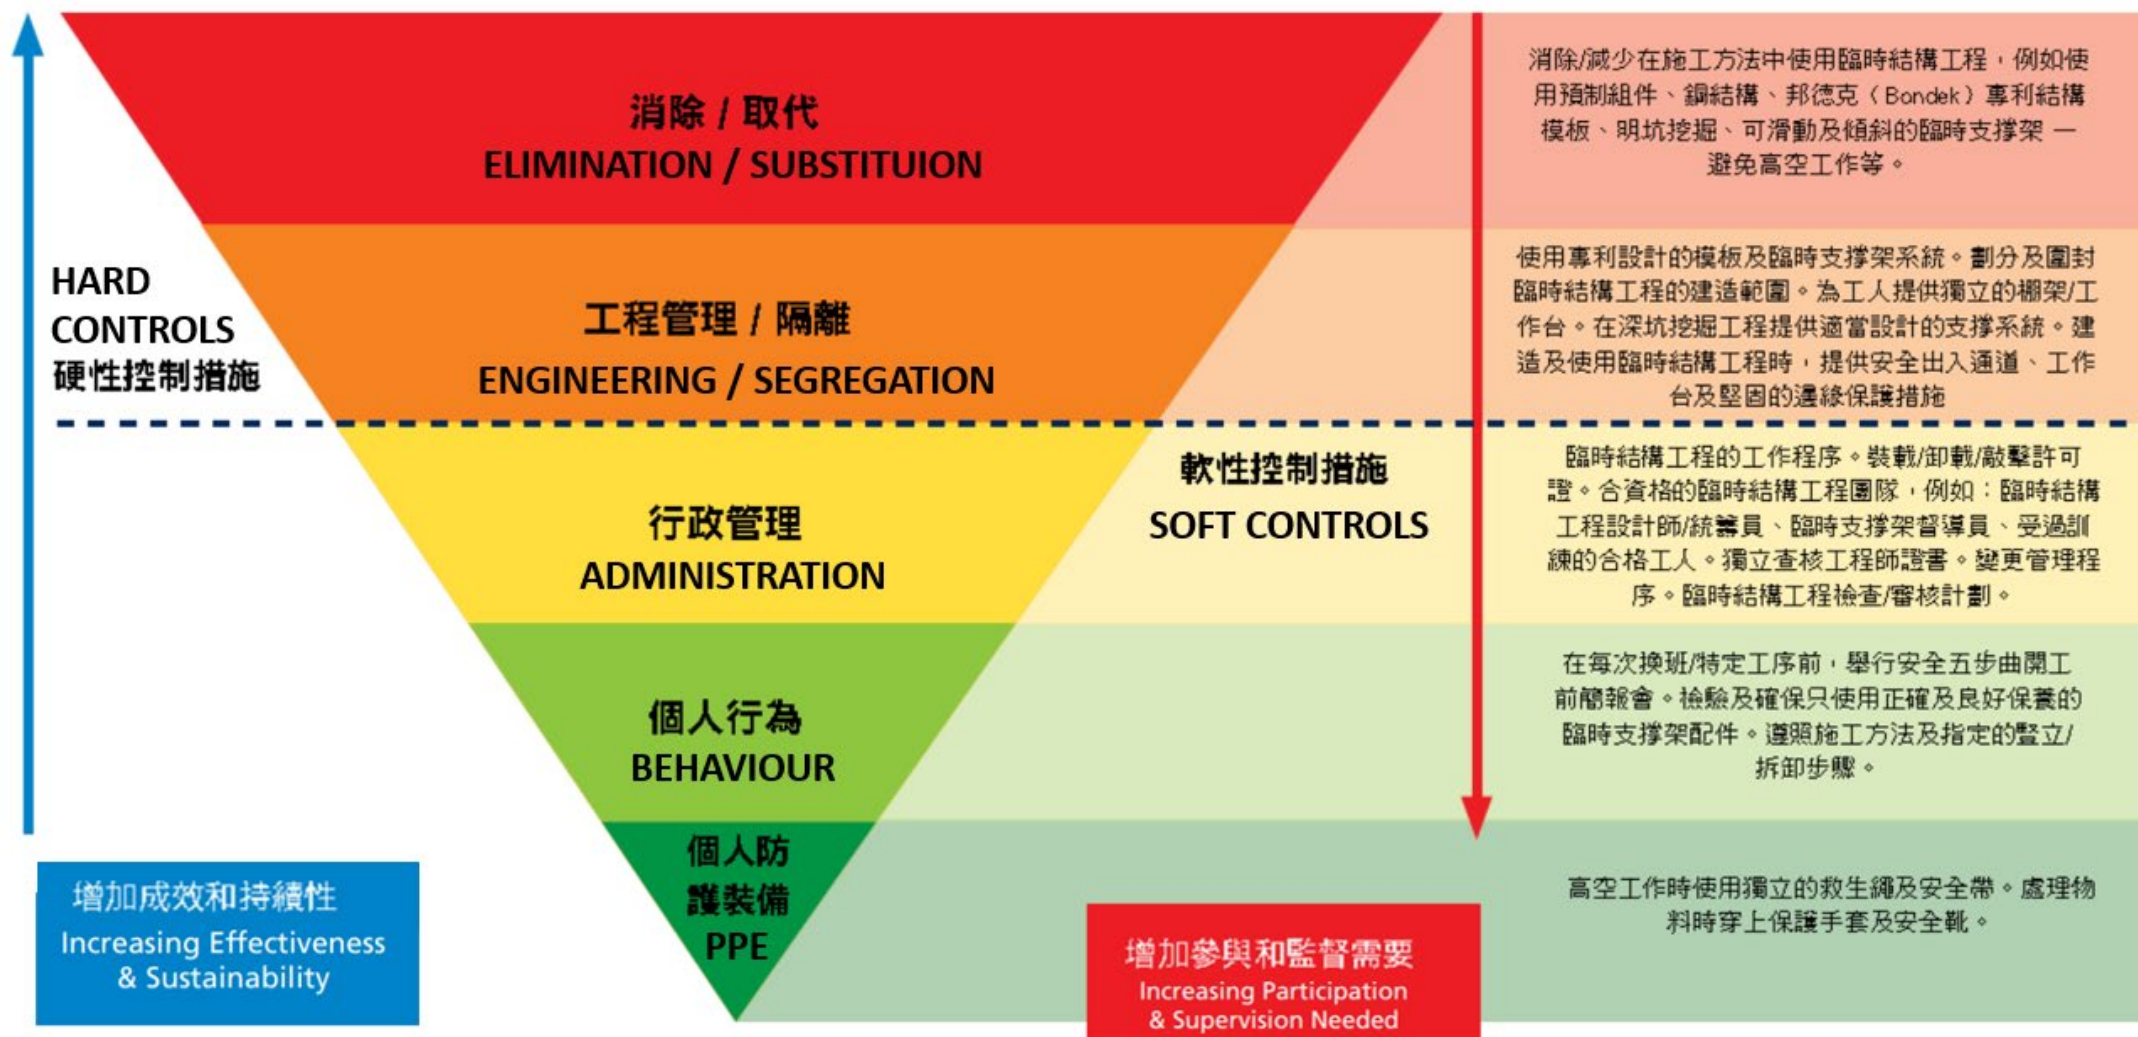 消除 / 取代
ELIMINATION / SUBSTITUION
消除/減少在施工方法中使用臨時結構工程，例如使
用預制組件、鋼結構、邦德克（Bondek）專利結構
模板、明坑挖掘、可滑動及傾斜的臨時支撐架 —
避免高空工作等。
HARD
CONTROLS
硬性控制措施
工程管理 / 隔離
ENGINEERING / SEGREGATION
使用專利設計的模板及臨時支撐架系統。劃分及圍封
臨時結構工程的建造範圍。為工人提供獨立的棚架/工
作台。在深坑挖掘工程提供適當設計的支撐系統。建
造及使用臨時結構工程時，提供安全出入通道、工作
台及堅固的邊緣保護措施
行政管理
ADMINISTRATION
軟性控制措施
SOFT CONTROLS
臨時結構工程的工作程序。裝載/卸載/敲擊許可
證。合資格的臨時結構工程團隊，例如：臨時結構
工程設計師/統籌員、臨時支撐架督導員、受過訓
練的合格工人。獨立查核工程師證書。變更管理程
序。臨時結構工程檢查/審核計劃。
個人行為
BEHAVIOUR
在每次換班/特定工序前，舉行安全五步曲開工
前簡報會。檢驗及確保只使用正確及良好保養的
臨時支撐架配件。遵照施工方法及指定的豎立/
拆卸步驟。
個人防
護裝備
PPE
高空工作時使用獨立的救生繩及安全帶。處理物
料時穿上保護手套及安全靴。
增加成效和持續性
Increasing Effectiveness
& Sustainability
增加參與和監督需要
Increasing Participation
& Supervision Needed